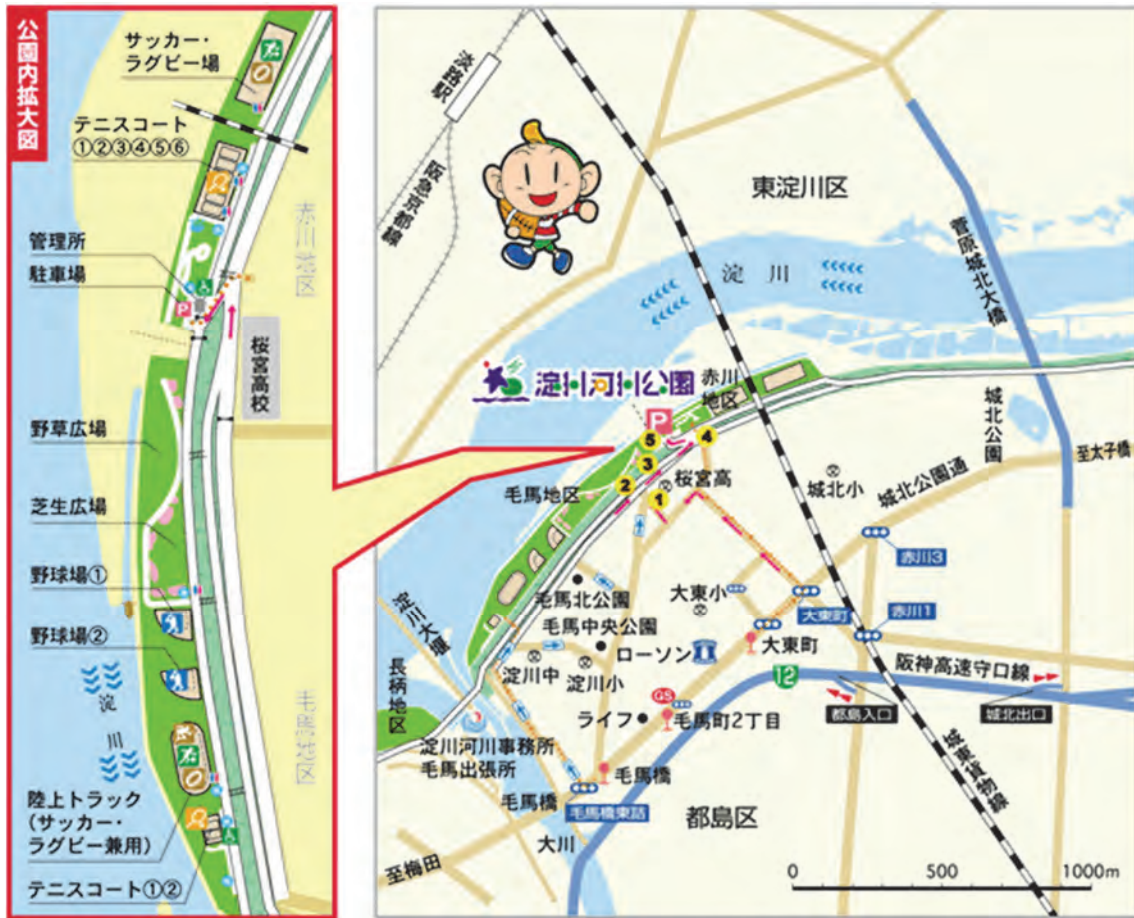 公園内拡大図
サッカー・
ラグビー場
テニスコート
①②③④⑤⑥
赤川地区
管理所
駐車場
P
桜宮高校
野草広場
芝生広場
野球場①
野球場②
毛馬地区
淀川
陸上トラック
(サッカー・
ラグビー兼用)
テニスコート①②
淡路駅
阪急京都線
東淀川区
菅原城北大橋
淀川
淀川河川公園
赤川
地区
P
5
4
3
2
1
桜宮高
毛馬地区
城北公園
至太子橋
城北小
城北公園通
赤川3
毛馬北公園
大東小
大東町
赤川1
毛馬中央公園
大東町
淀川大堰
淀川中
淀川小
ローソン
12
阪神高速守口線
長柄地区
GS
ライフ
毛馬町2丁目
都島入口
城北出口
淀川河川事務所
毛馬出張所
城東貨物線
毛馬橋
毛馬橋
毛馬橋東詰
都島区
大川
至梅田
0
500
1000m